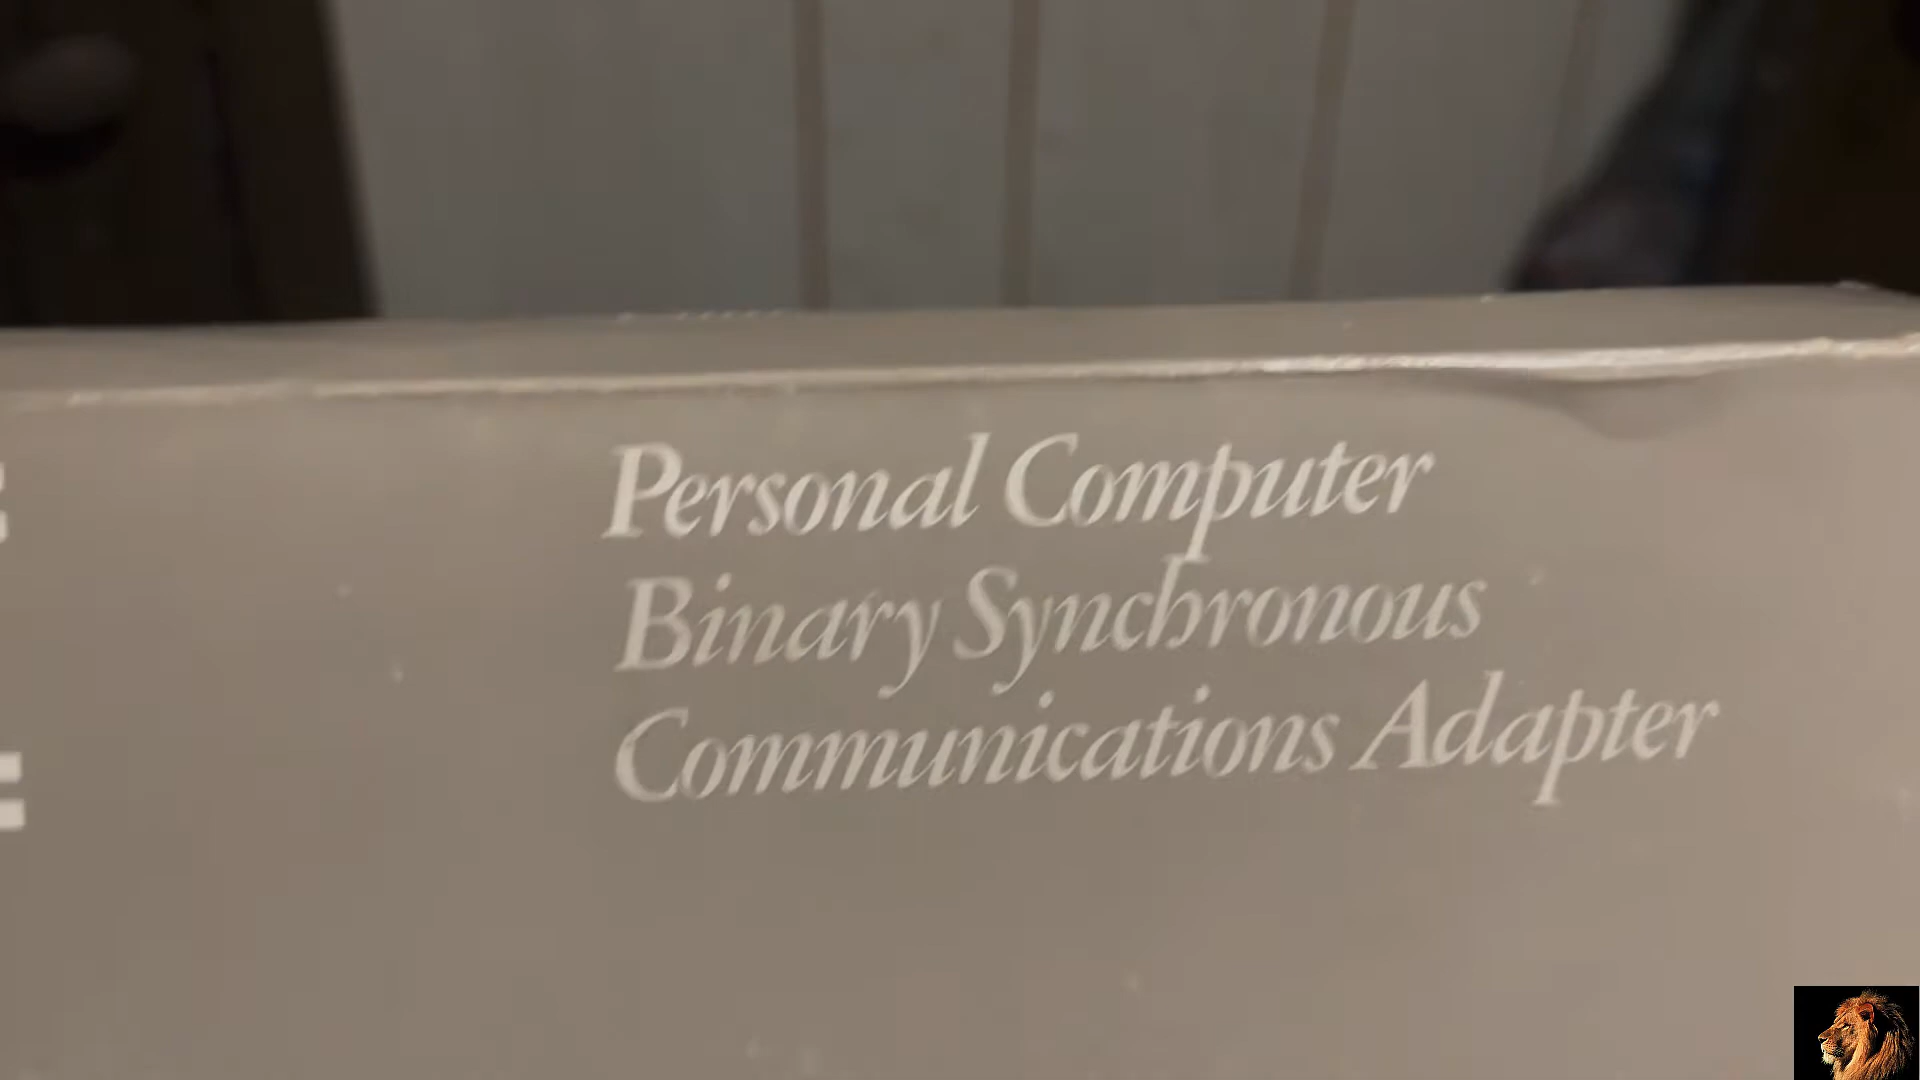 Personal Computer
Binary Synchronous
Communications Adapter